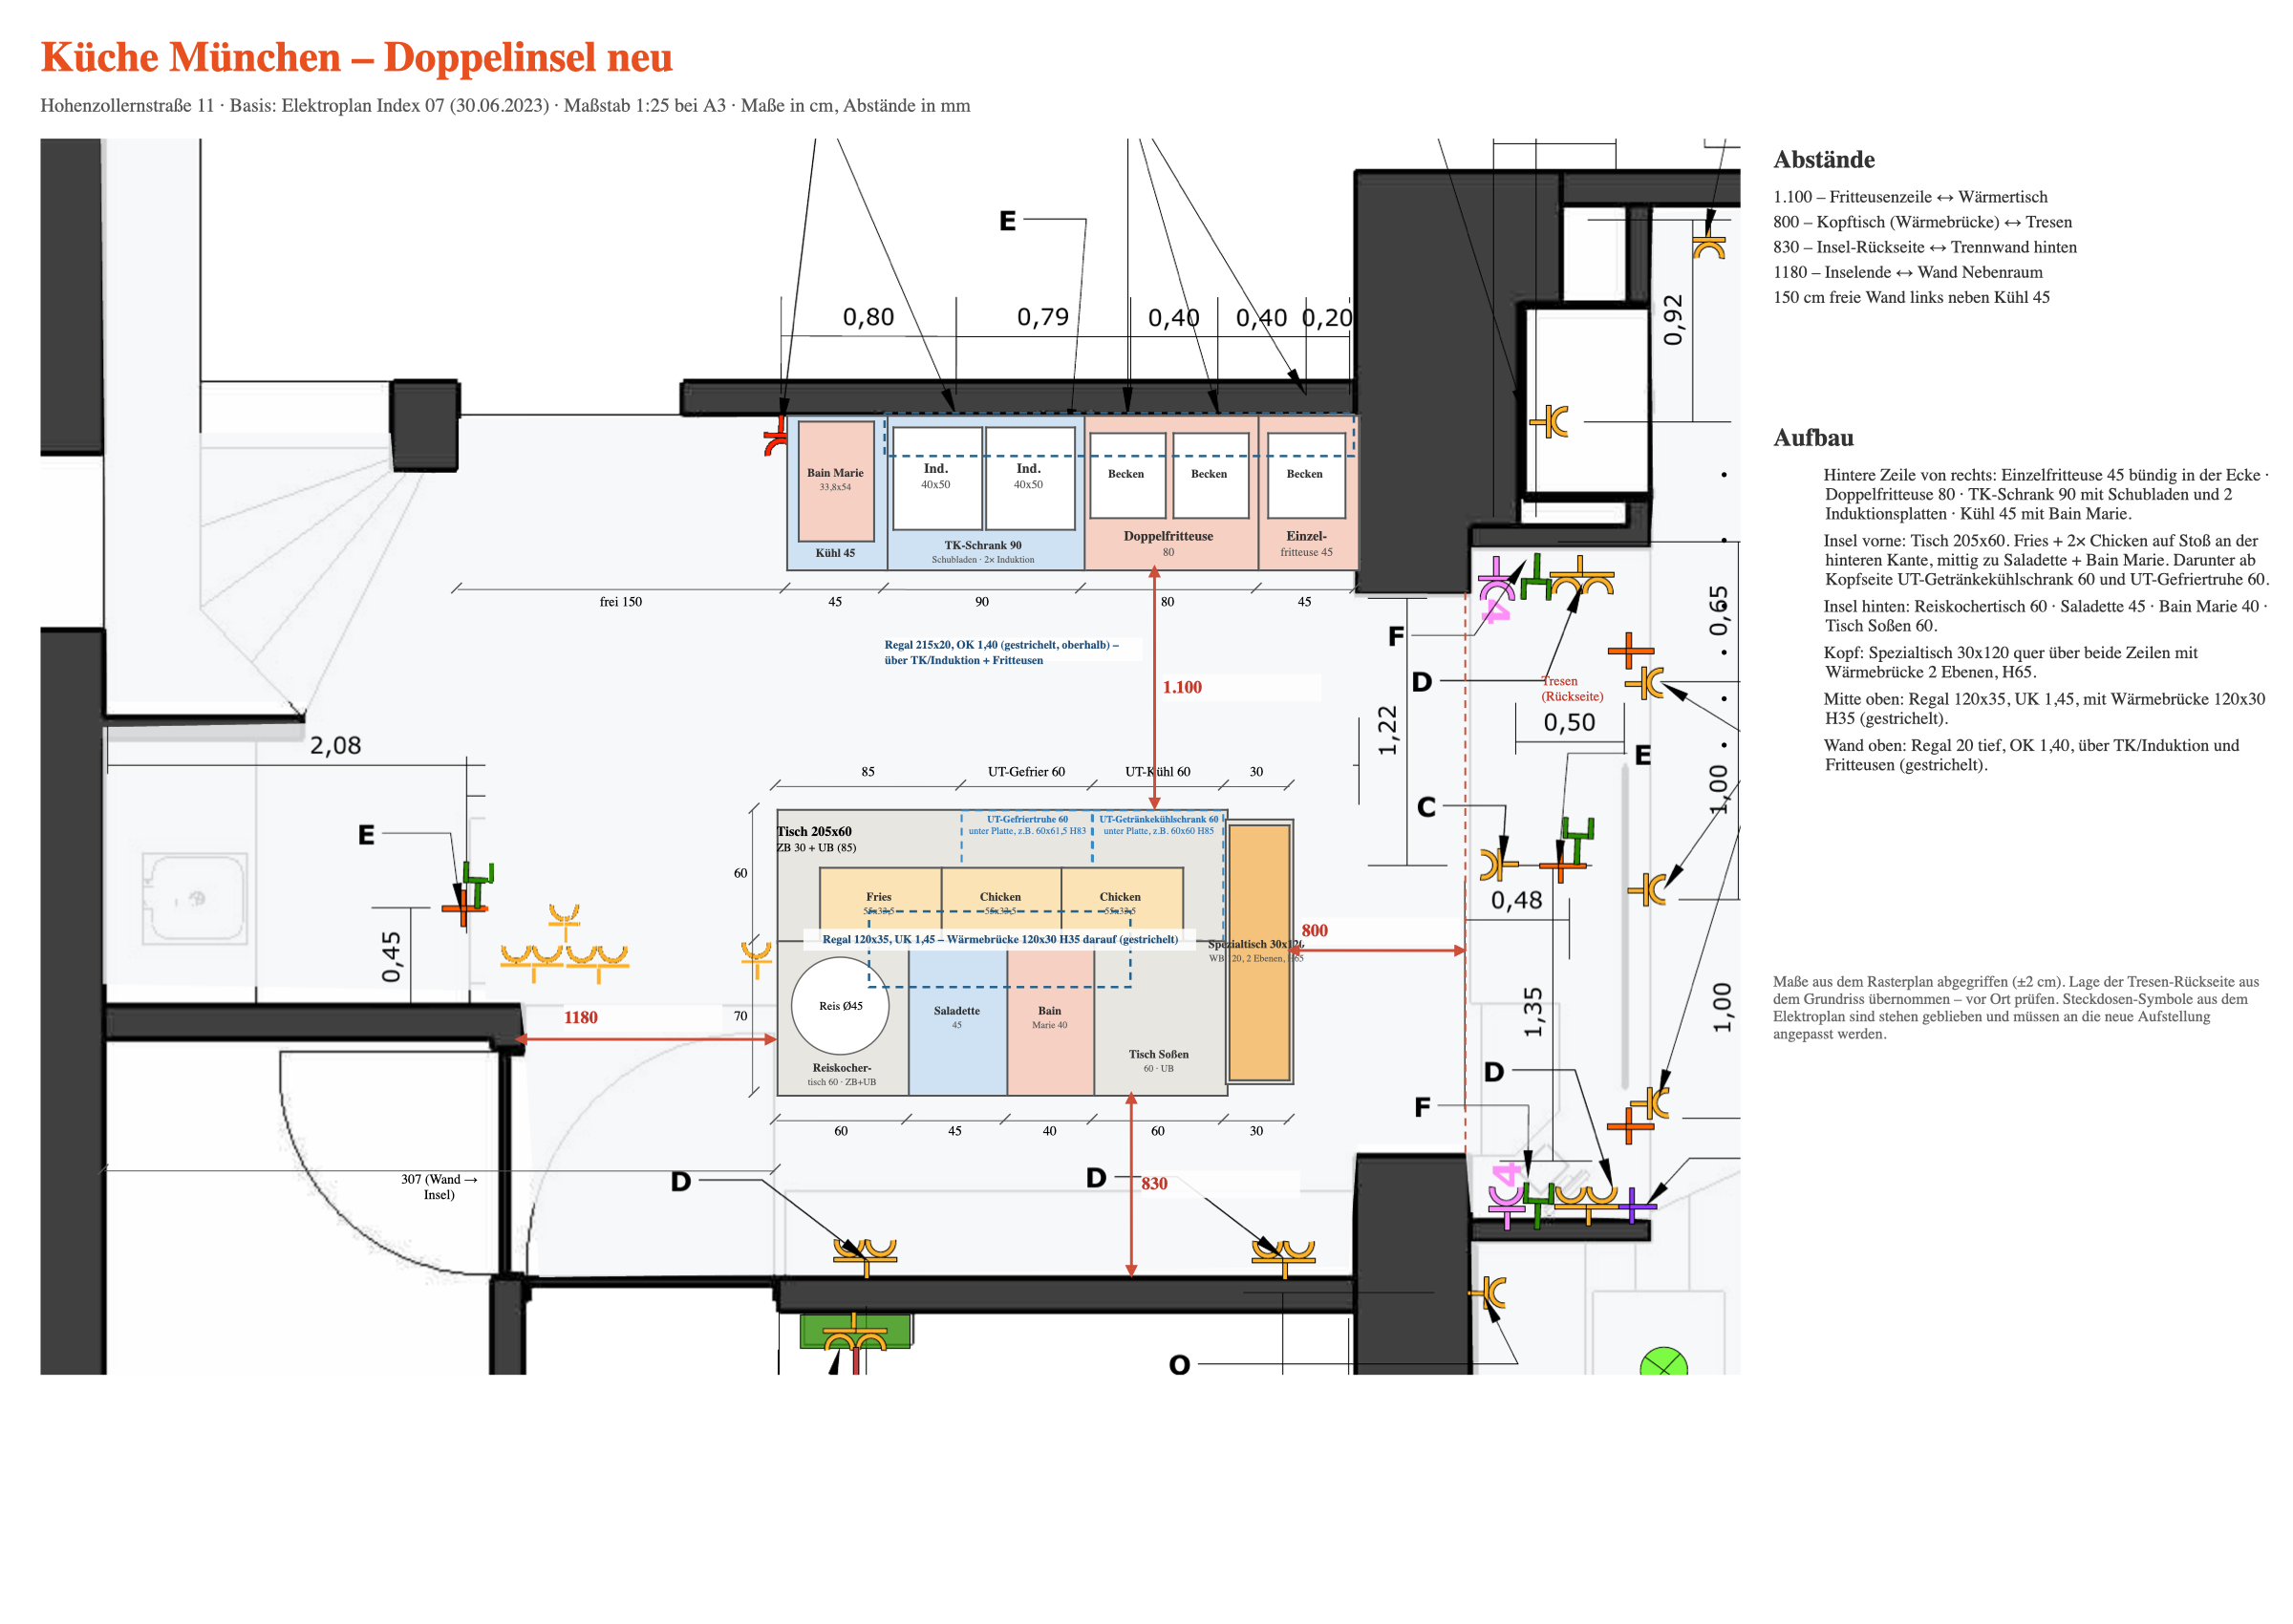 Küche München – Doppelinsel neu
Hohenzollernstraße 11 · Basis: Elektroplan Index 07 (30.06.2023) · Maßstab 1:25 bei A3 · Maße in cm, Abstände in mm
E
0,80
0,79
0,40
0,40
0,20
0,92
Bain Marie
33,8x54
Kühl 45
Ind.
40x50
Ind.
40x50
TK-Schrank 90
Schubladen · 2x Induktion
Becken
Becken
Doppelfritteuse
80
Becken
Einzel-
fritteuse 45
frei 150
45
90
80
45
Regal 215x20, OK 1,40 (gestrichelt, oberhalb) –
über TK/Induktion + Fritteusen
1.100
F
4
D
Tresen
(Rückseite)
0,50
0,65
1,22
E
1,00
C
0,48
2,08
E
0,45
85
UT-Gefrier 60
UT-Kühl 60
30
Tisch 205x60
ZB 30 + UB (85)
UT-Gefriertruhe 60
unter Platte, z.B. 60x61,5 H83
UT-Getränkekühlschrank 60
unter Platte, z.B. 60x60 H85
60
Fries
55x33,5
Chicken
55x33,5
Chicken
55x33,5
Regal 120x35, UK 1,45 – Wärmebrücke 120x30 H35 darauf (gestrichelt)
Spezialtisch 30x120
2 Ebenen, H65
800
70
Reis Ø45
Reiskocher-
tisch 60 · ZB+UB
Saladette
45
Bain
Marie 40
Tisch Soßen
60 · UB
1180
60
45
40
60
30
1,35
1,00
D
F
4
307 (Wand →
Insel)
D
D
830
O
Abstände
1.100 – Fritteusenzeile ↔ Wärmertisch
800 – Kopftisch (Wärmebrücke) ↔ Tresen
830 – Insel-Rückseite ↔ Trennwand hinten
1180 – Inselende ↔ Wand Nebenraum
150 cm freie Wand links neben Kühl 45
Aufbau
• Hintere Zeile von rechts: Einzelfritteuse 45 bündig in der Ecke ·
Doppelfritteuse 80 · TK-Schrank 90 mit Schubladen und 2
Induktionsplatten · Kühl 45 mit Bain Marie.
• Insel vorne: Tisch 205x60. Fries + 2× Chicken auf Stoß an der
hinteren Kante, mittig zu Saladette + Bain Marie. Darunter ab
Kopfseite UT-Getränkekühlschrank 60 und UT-Gefriertruhe 60.
• Insel hinten: Reiskochertisch 60 · Saladette 45 · Bain Marie 40 ·
Tisch Soßen 60.
• Kopf: Spezialtisch 30x120 quer über beide Zeilen mit
Wärmebrücke 2 Ebenen, H65.
• Mitte oben: Regal 120x35, UK 1,45, mit Wärmebrücke 120x30
H35 (gestrichelt).
• Wand oben: Regal 20 tief, OK 1,40, über TK/Induktion und
Fritteusen (gestrichelt).
Maße aus dem Rasterplan abgegriffen (±2 cm). Lage der Tresen-Rückseite aus
dem Grundriss übernommen – vor Ort prüfen. Steckdosen-Symbole aus dem
Elektroplan sind stehen geblieben und müssen an die neue Aufstellung
angepasst werden.